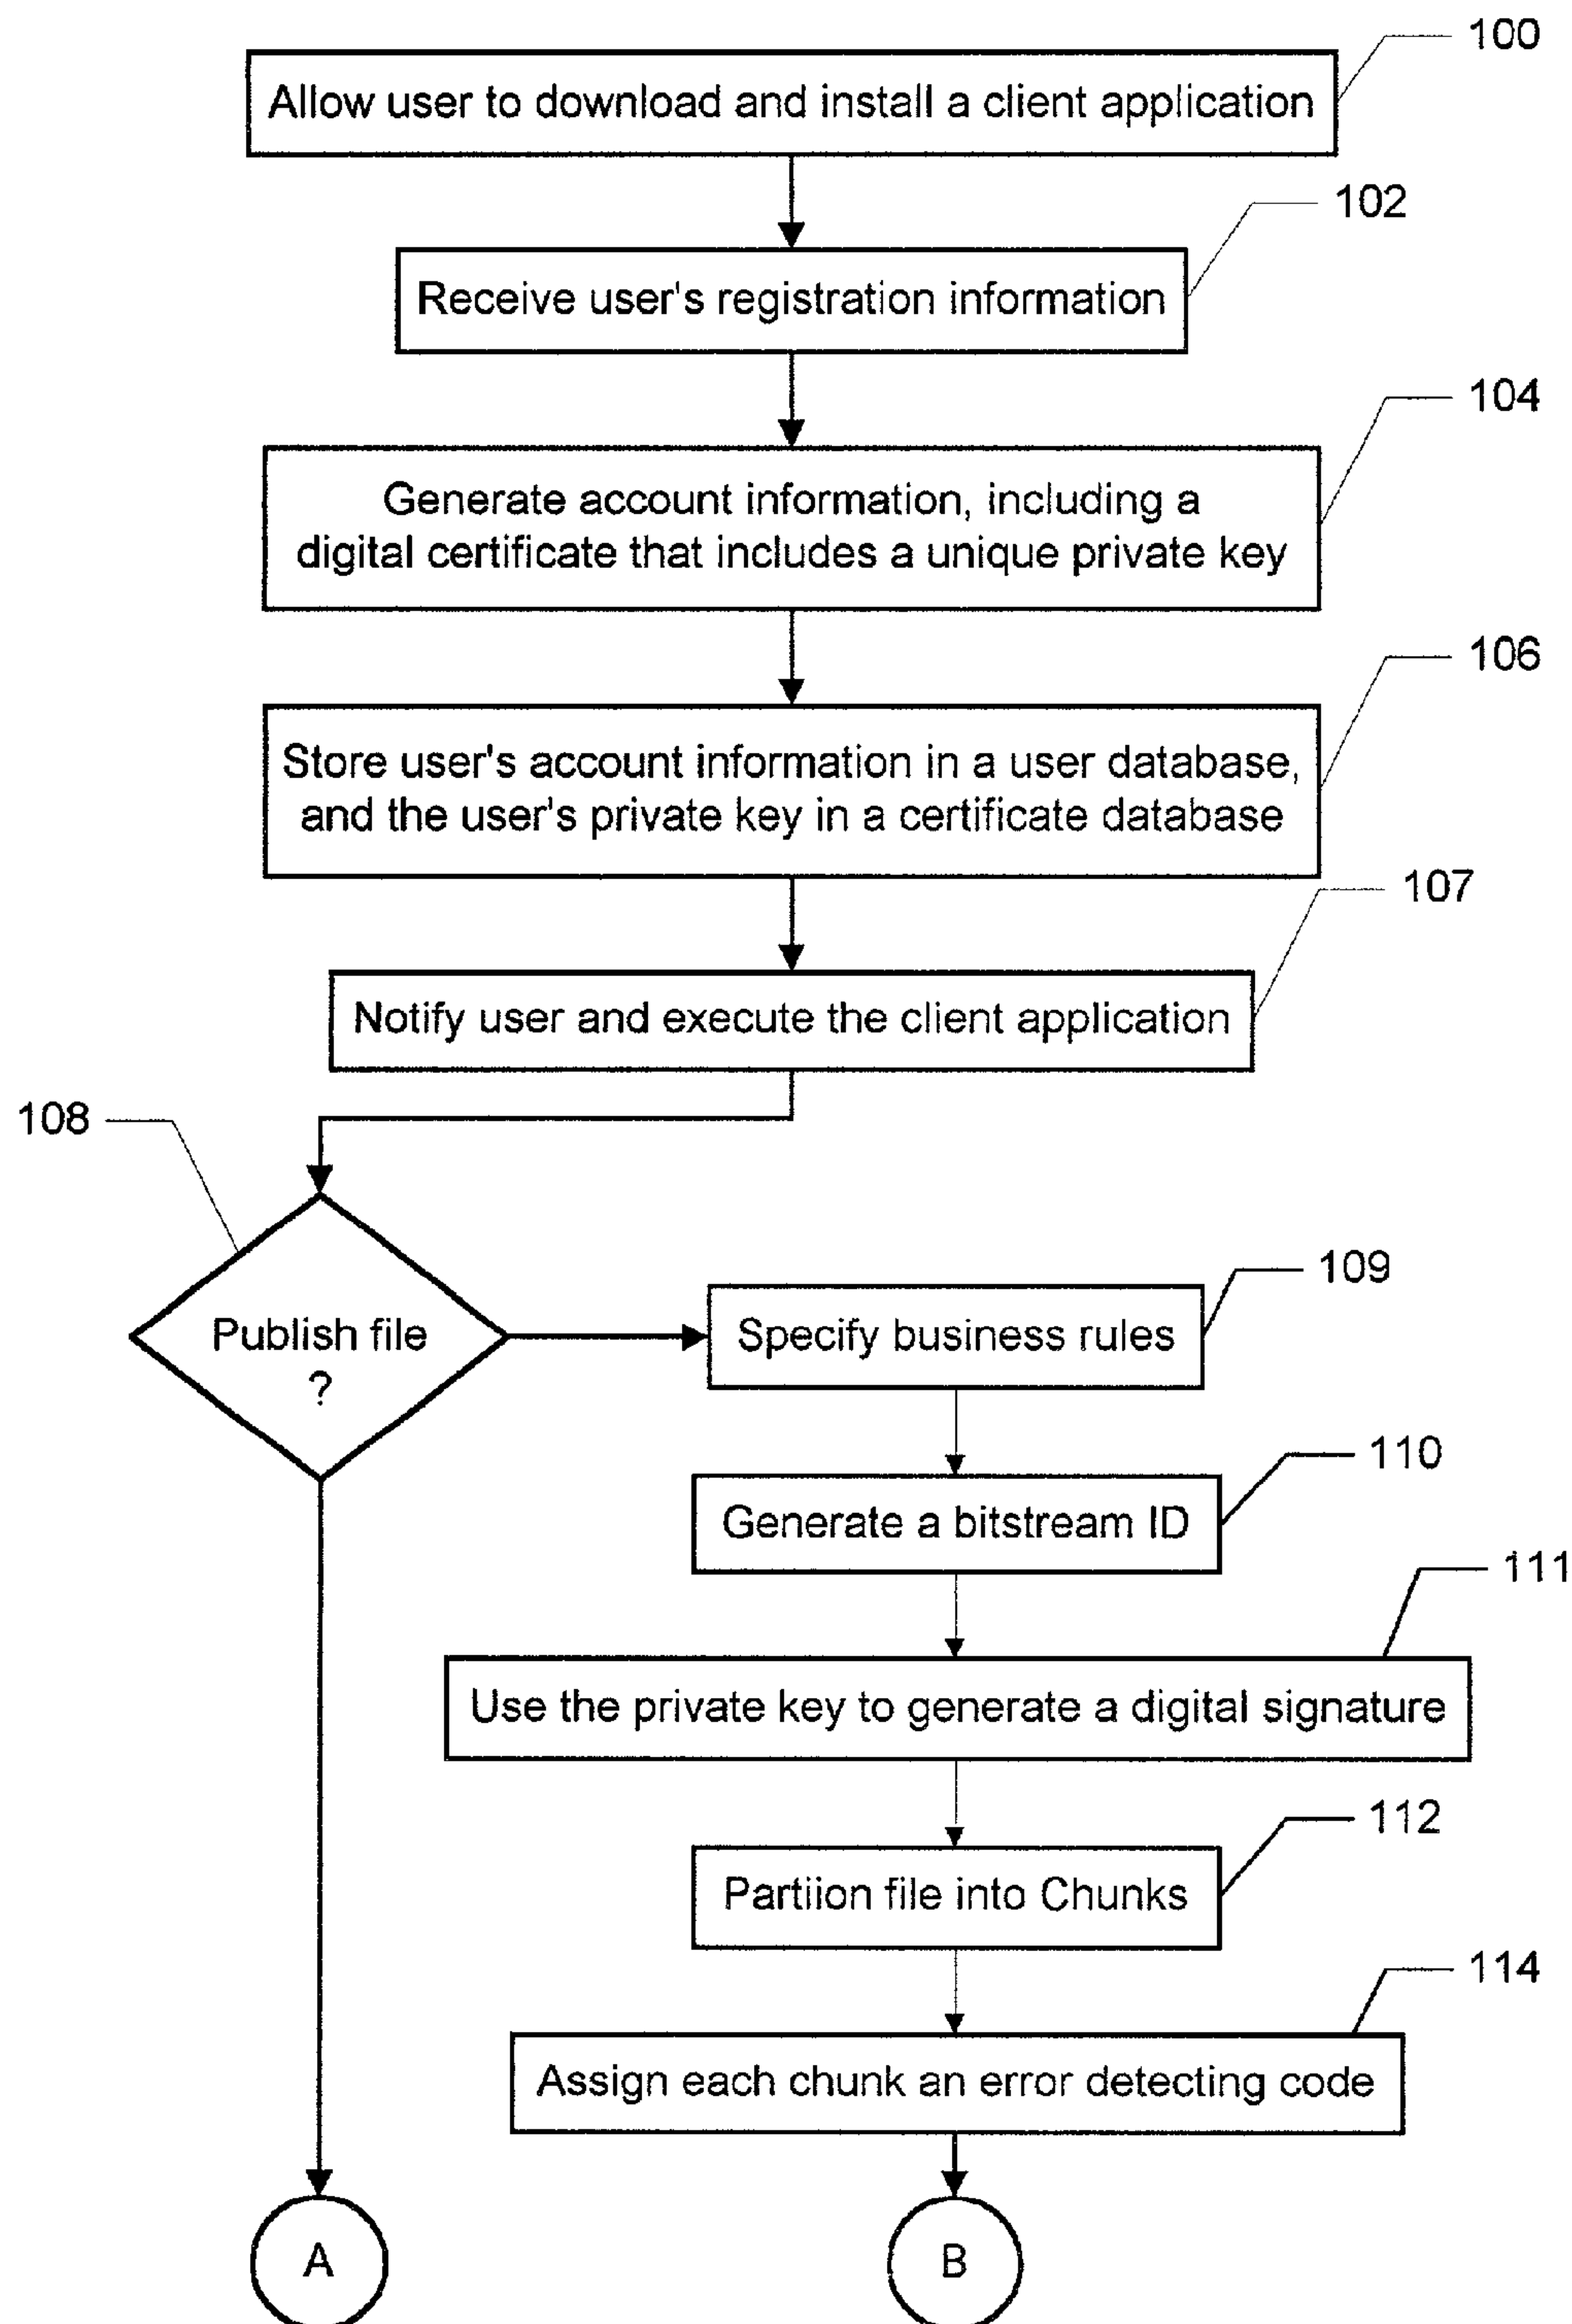 100
Allow user to download and install a client application
102
Receive user's registration information
104
Generate account information, including a
digital certificate that includes a unique private key
106
Store user's account information in a user database,
and the user's private key in a certificate database
107
Notify user and execute the client application
108
Publish file
?
109
Specify business rules
110
Generate a bitstream ID
111
Use the private key to generate a digital signature
112
Partiion file into Chunks
114
Assign each chunk an error detecting code
A
B